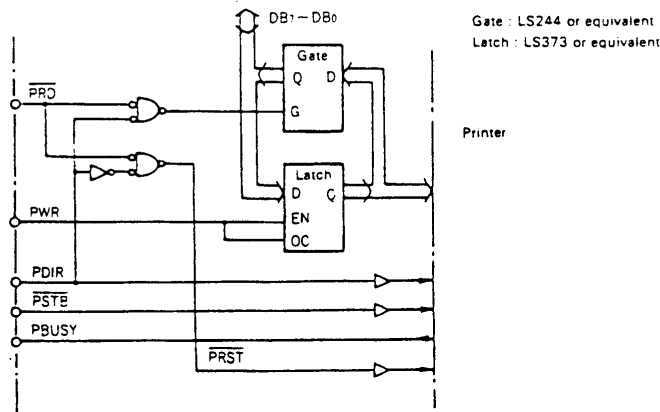 DB₇~DB₀
Gate : LS244 or equivalent
Latch : LS373 or equivalent
Gate
Q D
PRD
G
Printer
Latch
D Q
PWR
EN
OC
PDIR
PSTB
PBUSY
PRST